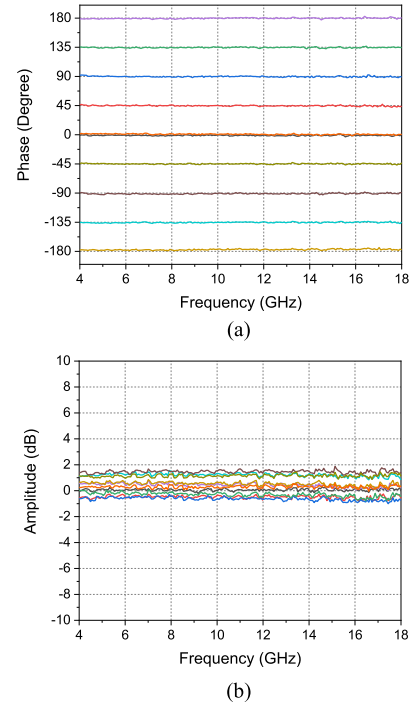 180
135
90
45
0
-45
-90
-135
-180
Phase (Degree)
4 6 8 10 12 14 16 18
Frequency (GHz)
(a)
10
8
6
4
2
0
-2
-4
-6
-8
-10
Amplitude (dB)
4 6 8 10 12 14 16 18
Frequency (GHz)
(b)